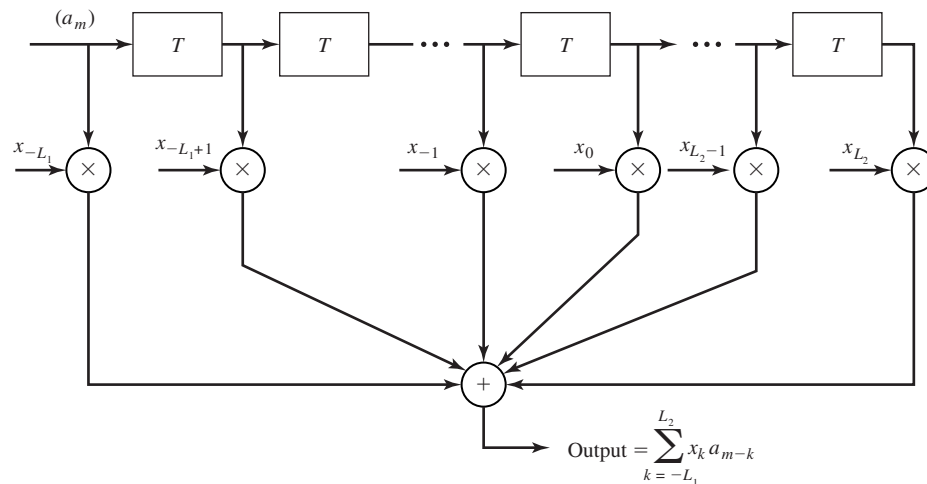 (a_m)
T T ••• T ••• T
x_{−L_1} x_{−L_1+1} x_{−1} x_0 x_{L_2−1} x_{L_2}
× × × × × ×
+
Output = \sum_{k = −L_1}^{L_2} x_k a_{m−k}